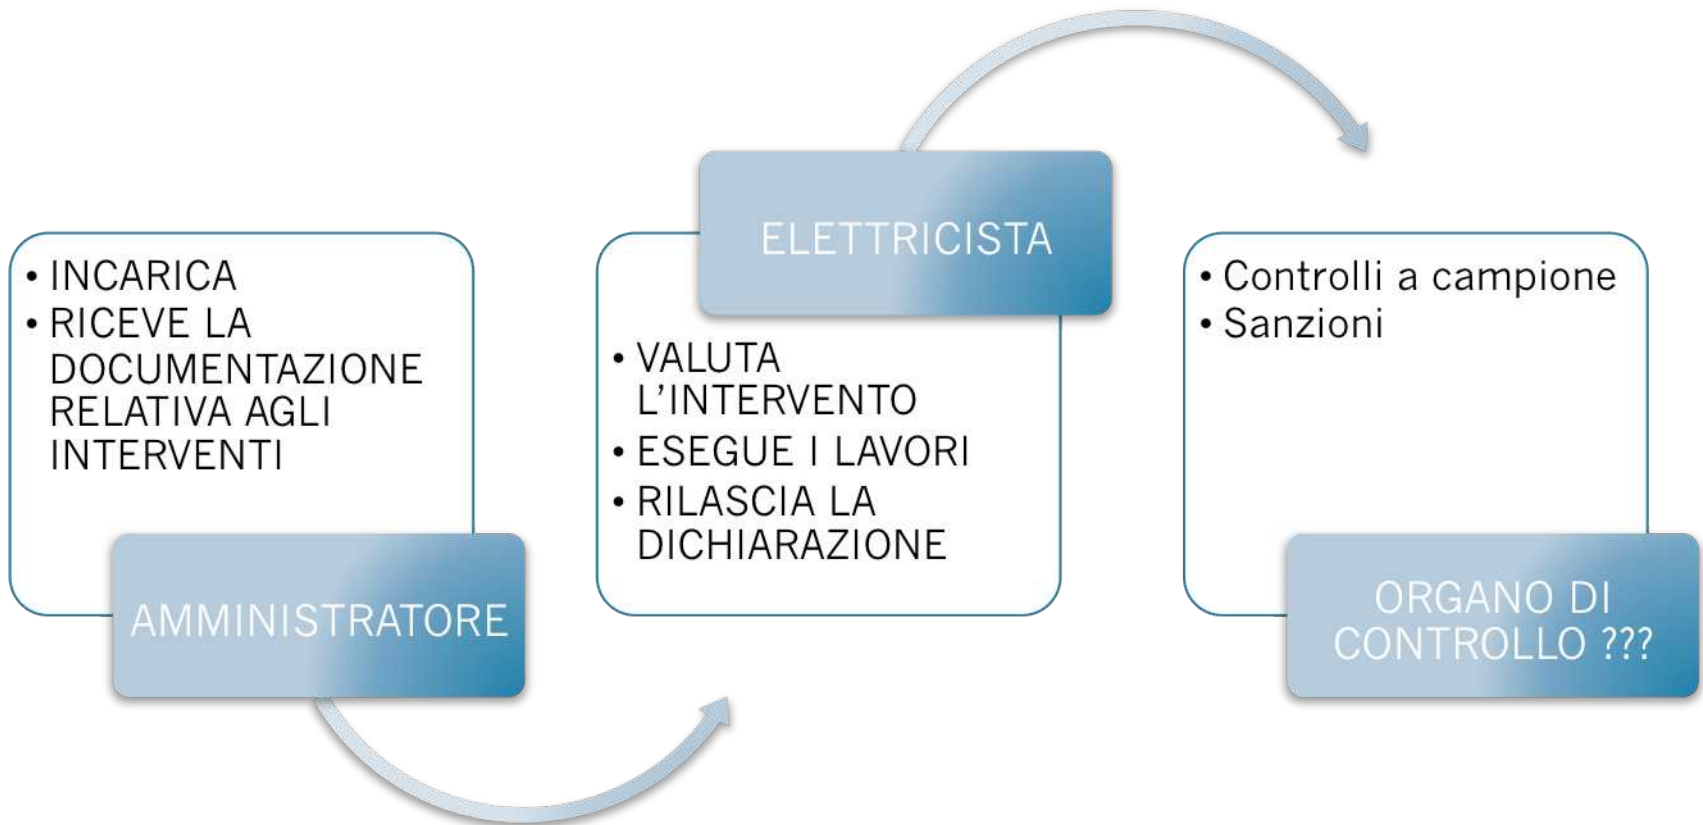 • INCARICA
• RICEVE LA
DOCUMENTAZIONE
RELATIVA AGLI
INTERVENTI
AMMINISTRATORE
ELETTRICISTA
• VALUTA
L'INTERVENTO
• ESEGUE I LAVORI
• RILASCIA LA
DICHIARAZIONE
• Controlli a campione
• Sanzioni
ORGANO DI
CONTROLLO ???